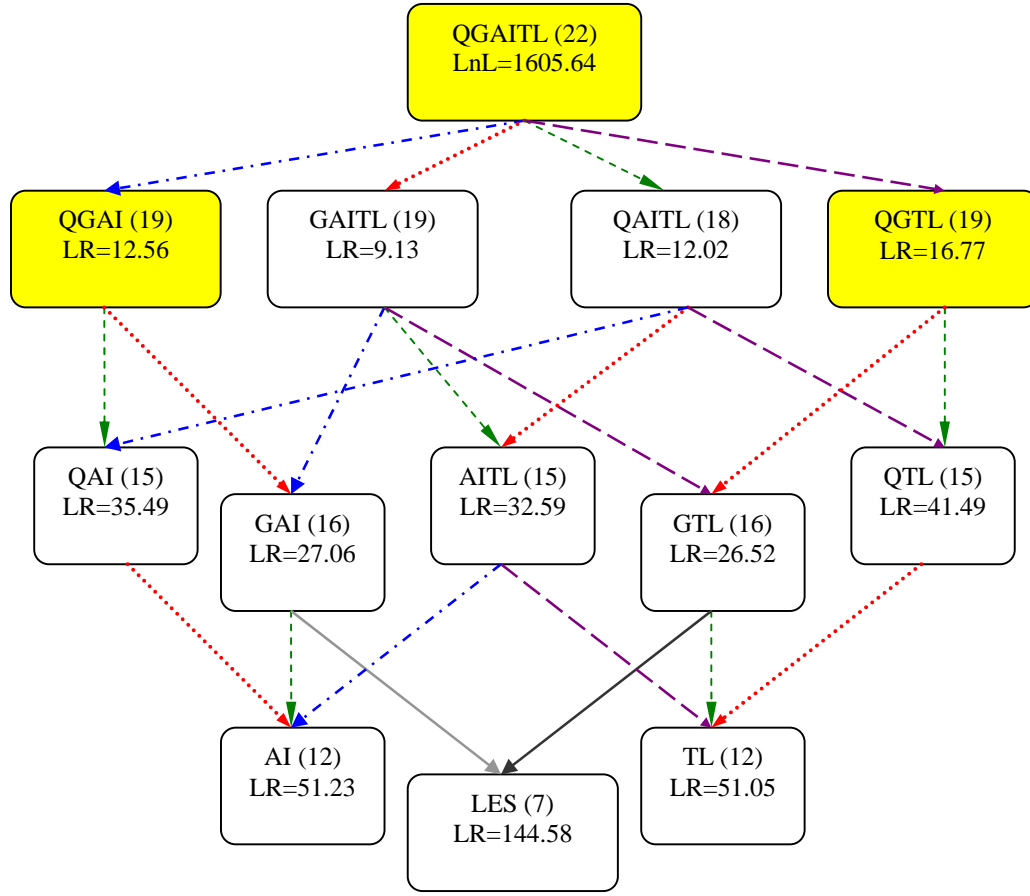 QGAITL (22)
LnL=1605.64
QGAI (19)
LR=12.56
GAITL (19)
LR=9.13
QAITL (18)
LR=12.02
QGTL (19)
LR=16.77
QAI (15)
LR=35.49
GAI (16)
LR=27.06
AITL (15)
LR=32.59
GTL (16)
LR=26.52
QTL (15)
LR=41.49
AI (12)
LR=51.23
LES (7)
LR=144.58
TL (12)
LR=51.05